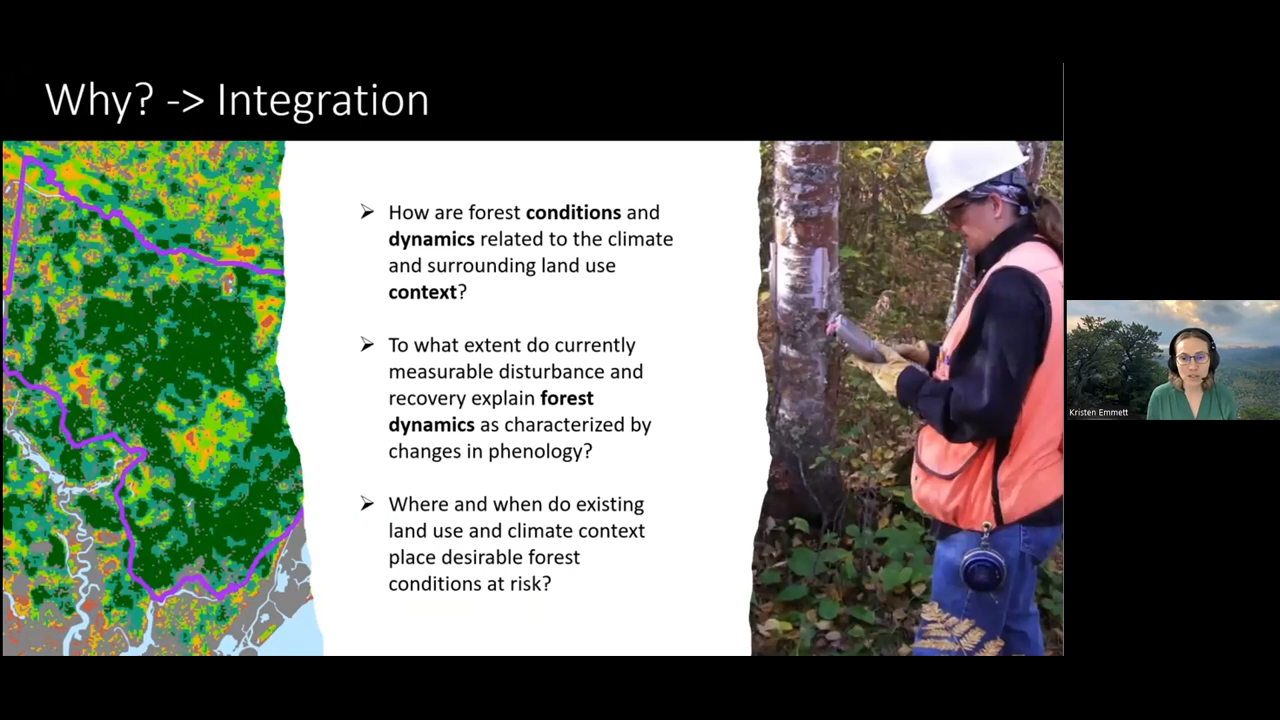 Why? -> Integration
How are forest conditions and
dynamics related to the climate
and surrounding land use
context?
To what extent do currently
measurable disturbance and
recovery explain forest
dynamics as characterized by
changes in phenology?
Where and when do existing
land use and climate context
place desirable forest
conditions at risk?
Kristen Emmett